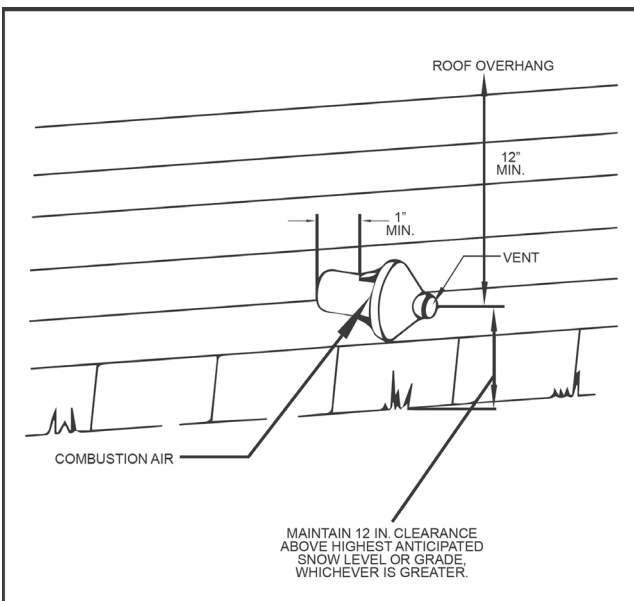 ROOF OVERHANG
12"
MIN.
1"
MIN.
VENT
COMBUSTION AIR
MAINTAIN 12 IN. CLEARANCE
ABOVE HIGHEST ANTICIPATED
SNOW LEVEL OR GRADE,
WHICHEVER IS GREATER.